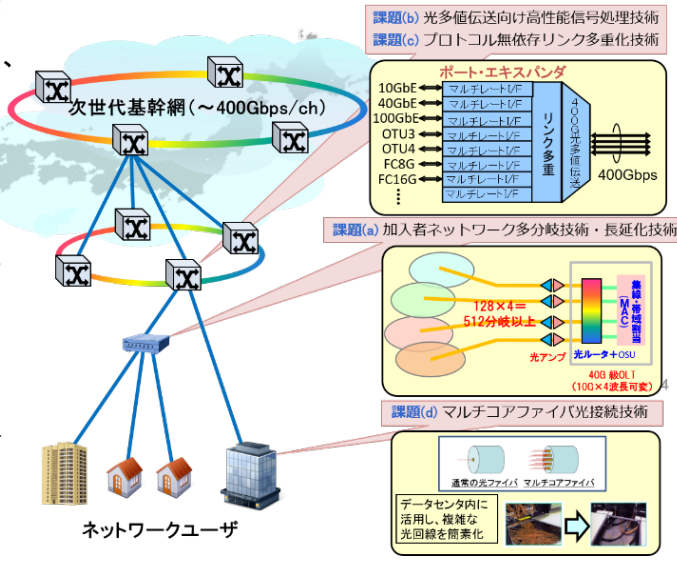 、
課題(b) 光多値伝送向け高性能信号処理技術
課題(c) プロトコル無依存リンク多重化技術
次世代基幹網(~400Gbps/ch)
ポート・エキスパンダ
10GbE
40GbE
100GbE
OTU3
OTU4
FC8G
FC16G
マルチレートI/F
マルチレートI/F
マルチレートI/F
マルチレートI/F
マルチレートI/F
マルチレートI/F
マルチレートI/F
マルチレートI/F
リンク多重
400G光多値伝送
400Gbps
課題(a) 加入者ネットワーク多分岐技術・長延化技術
128×4=
512分岐以上
光アンプ
集線・帯域割当
(MAC)
光ルータ+OSU
40G 級OLT
(10G×4波長可変)
4
課題(d) マルチコアファイバ光接続技術
通常の光ファイバ
マルチコアファイバ
データセンタ内に
活用し、複雑な
光回線を簡素化
ネットワークユーザ